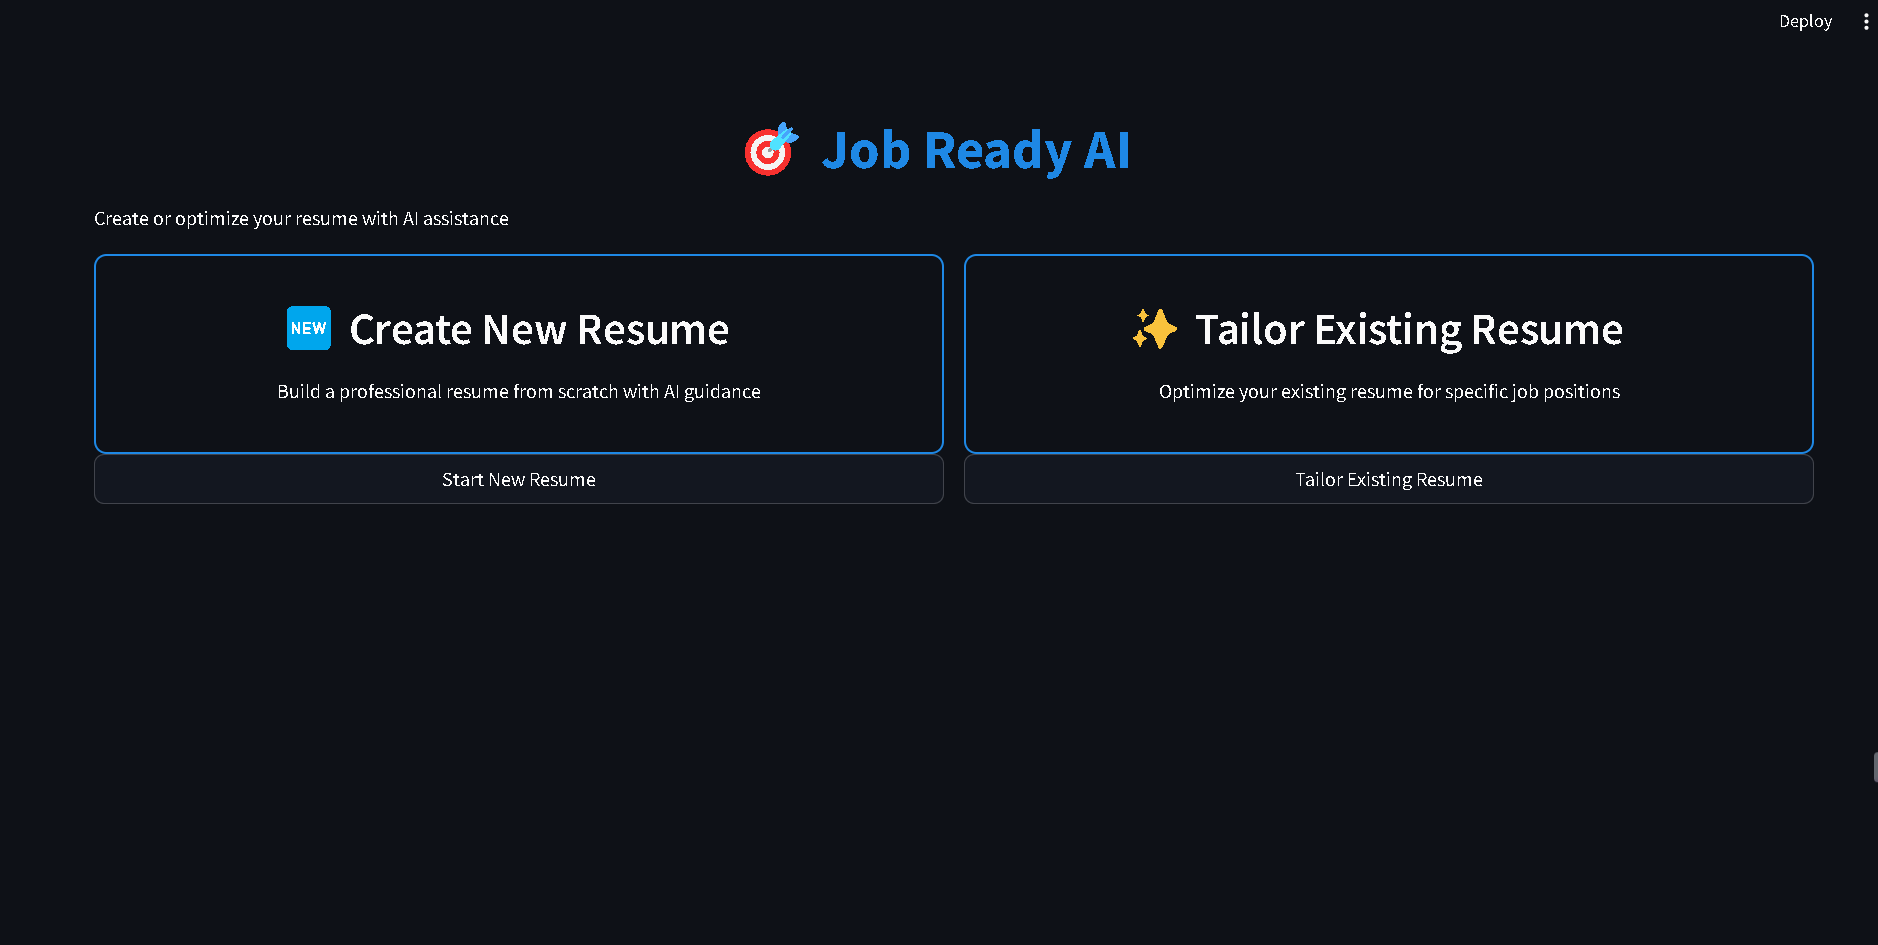 Deploy
Job Ready AI
Create or optimize your resume with AI assistance
NEW Create New Resume
Build a professional resume from scratch with AI guidance
Start New Resume
Tailor Existing Resume
Optimize your existing resume for specific job positions
Tailor Existing Resume